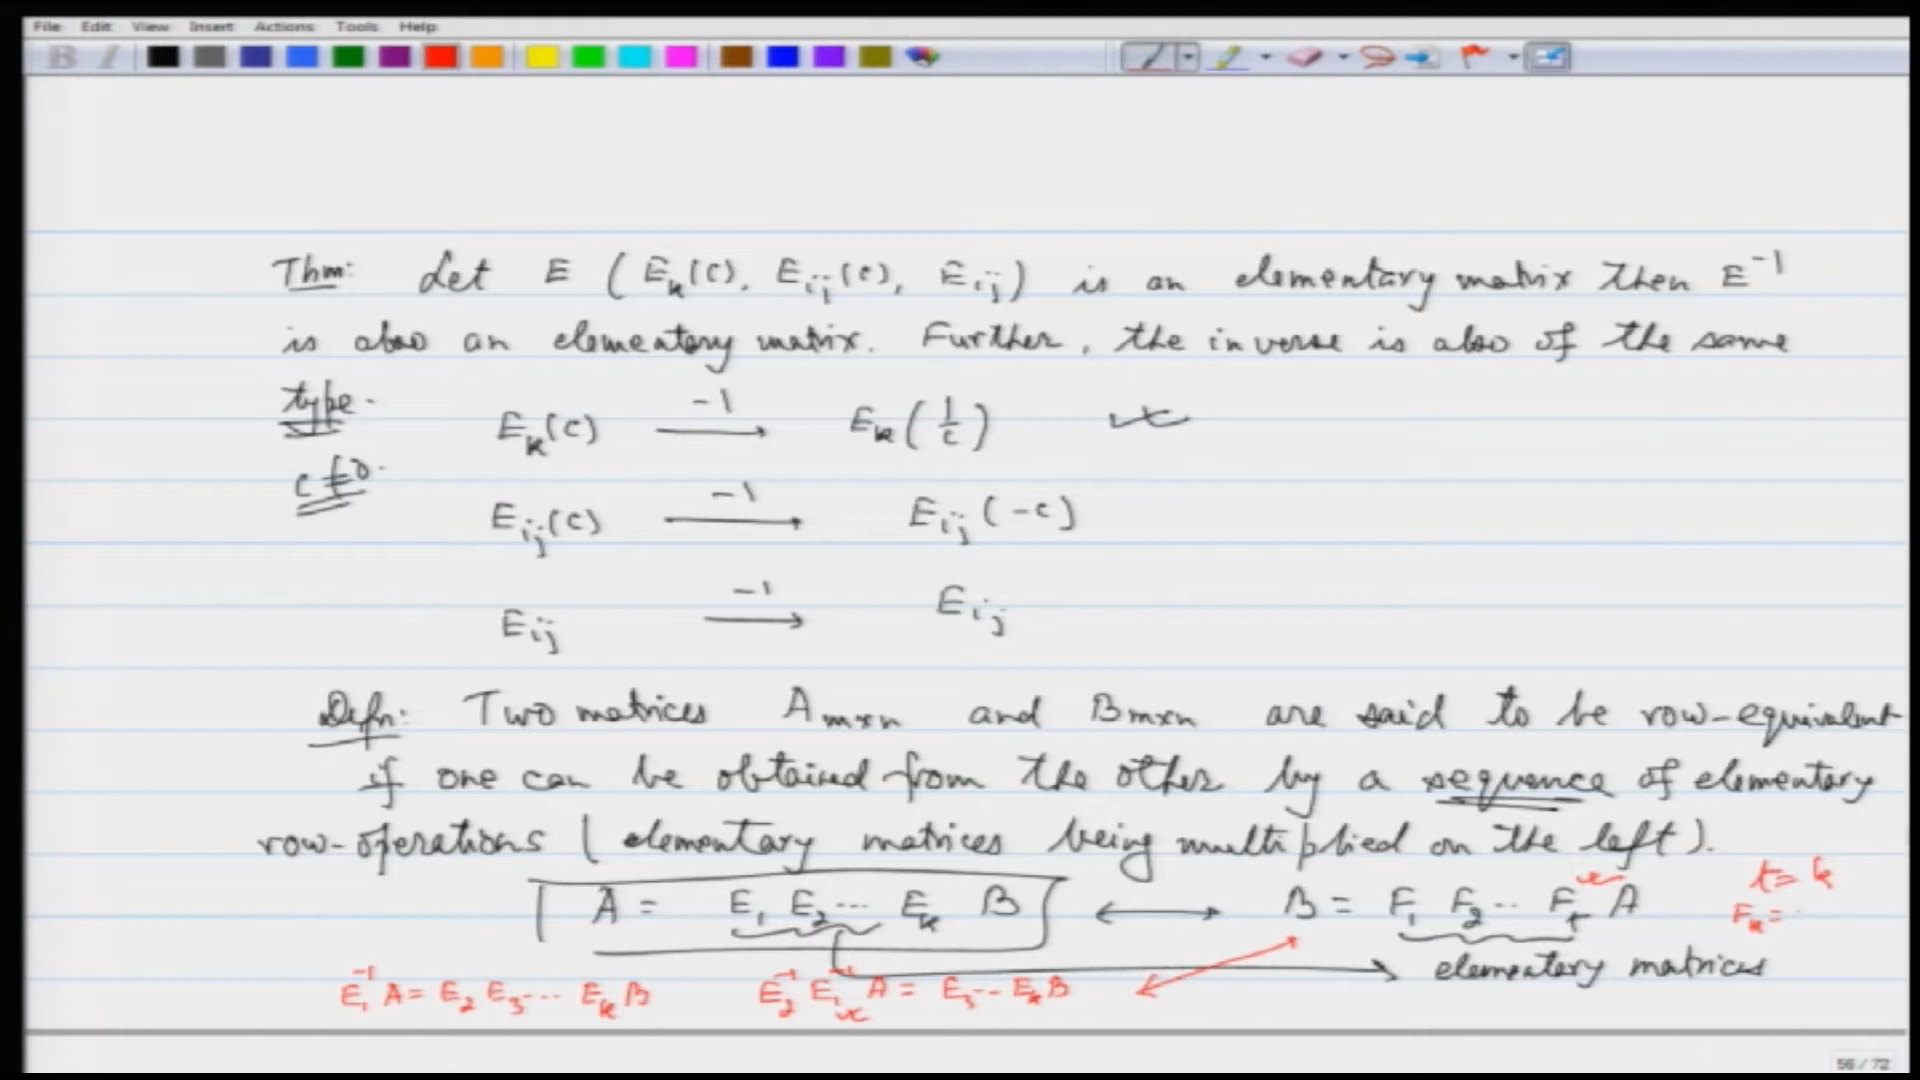 File Edit View Insert Actions Tools Help
B I
Thm: Let E ( E_k(c), E_ij(c), E_ij ) is an elementary matrix then E^-1
is also an elementary matrix. Further, the inverse is also of the same
type.
E_k(c) -1→ E_k(1/c)
c≠0.
E_ij(c) -1→ E_ij(-c)
E_ij -1→ E_ij
Defn: Two matrices A_mxn and B_mxn are said to be row-equivalent
if one can be obtained from the other by a sequence of elementary
row-operations ( elementary matrices being multiplied on the left).
A = E_1 E_2 ... E_k B ↔ B = F_1 F_2 .. F_t A
t = k
F_k =
elementary matrices
E_1^-1 A = E_2 E_3 ... E_k B
E_2^-1 E_1^-1 A = E_3 -- E_k B
56 / 72